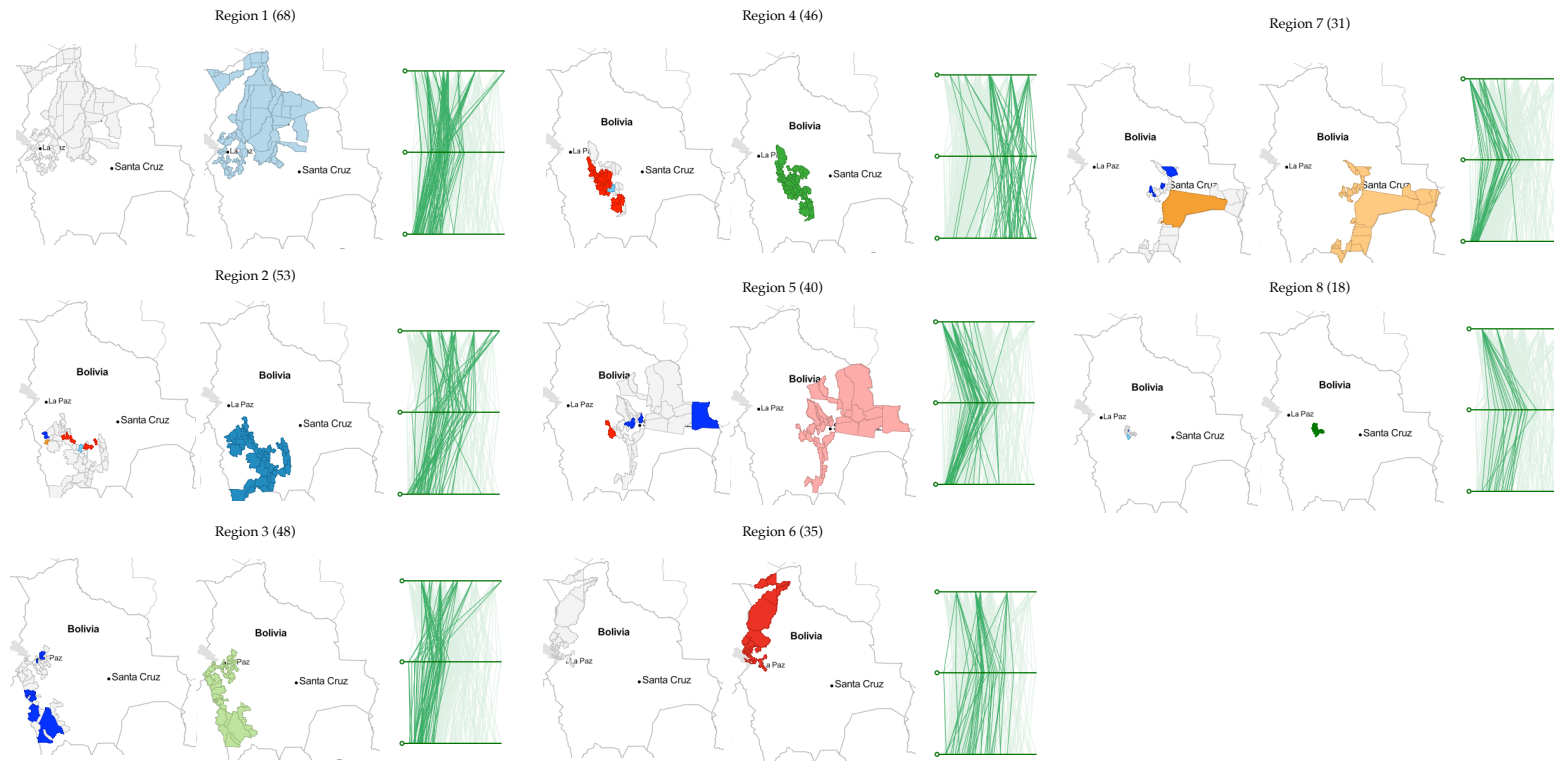 Region 1 (68)
La Paz
Santa Cruz
La Paz
Santa Cruz
Region 4 (46)
Bolivia
La Pa
Santa Cruz
Bolivia
La P
Santa Cruz
Region 7 (31)
Bolivia
La Paz
Santa Cruz
Bolivia
La Paz
Santa Cruz
Region 2 (53)
Bolivia
La Paz
Santa Cruz
Bolivia
La Paz
Santa Cruz
Region 5 (40)
Bolivia
La Paz
Bolivia
La Paz
Region 8 (18)
Bolivia
La Paz
Santa Cruz
Bolivia
La Paz
Santa Cruz
Region 3 (48)
Bolivia
Paz
Santa Cruz
Bolivia
Paz
Santa Cruz
Region 6 (35)
Bolivia
La Paz
Santa Cruz
Bolivia
a Paz
Santa Cruz